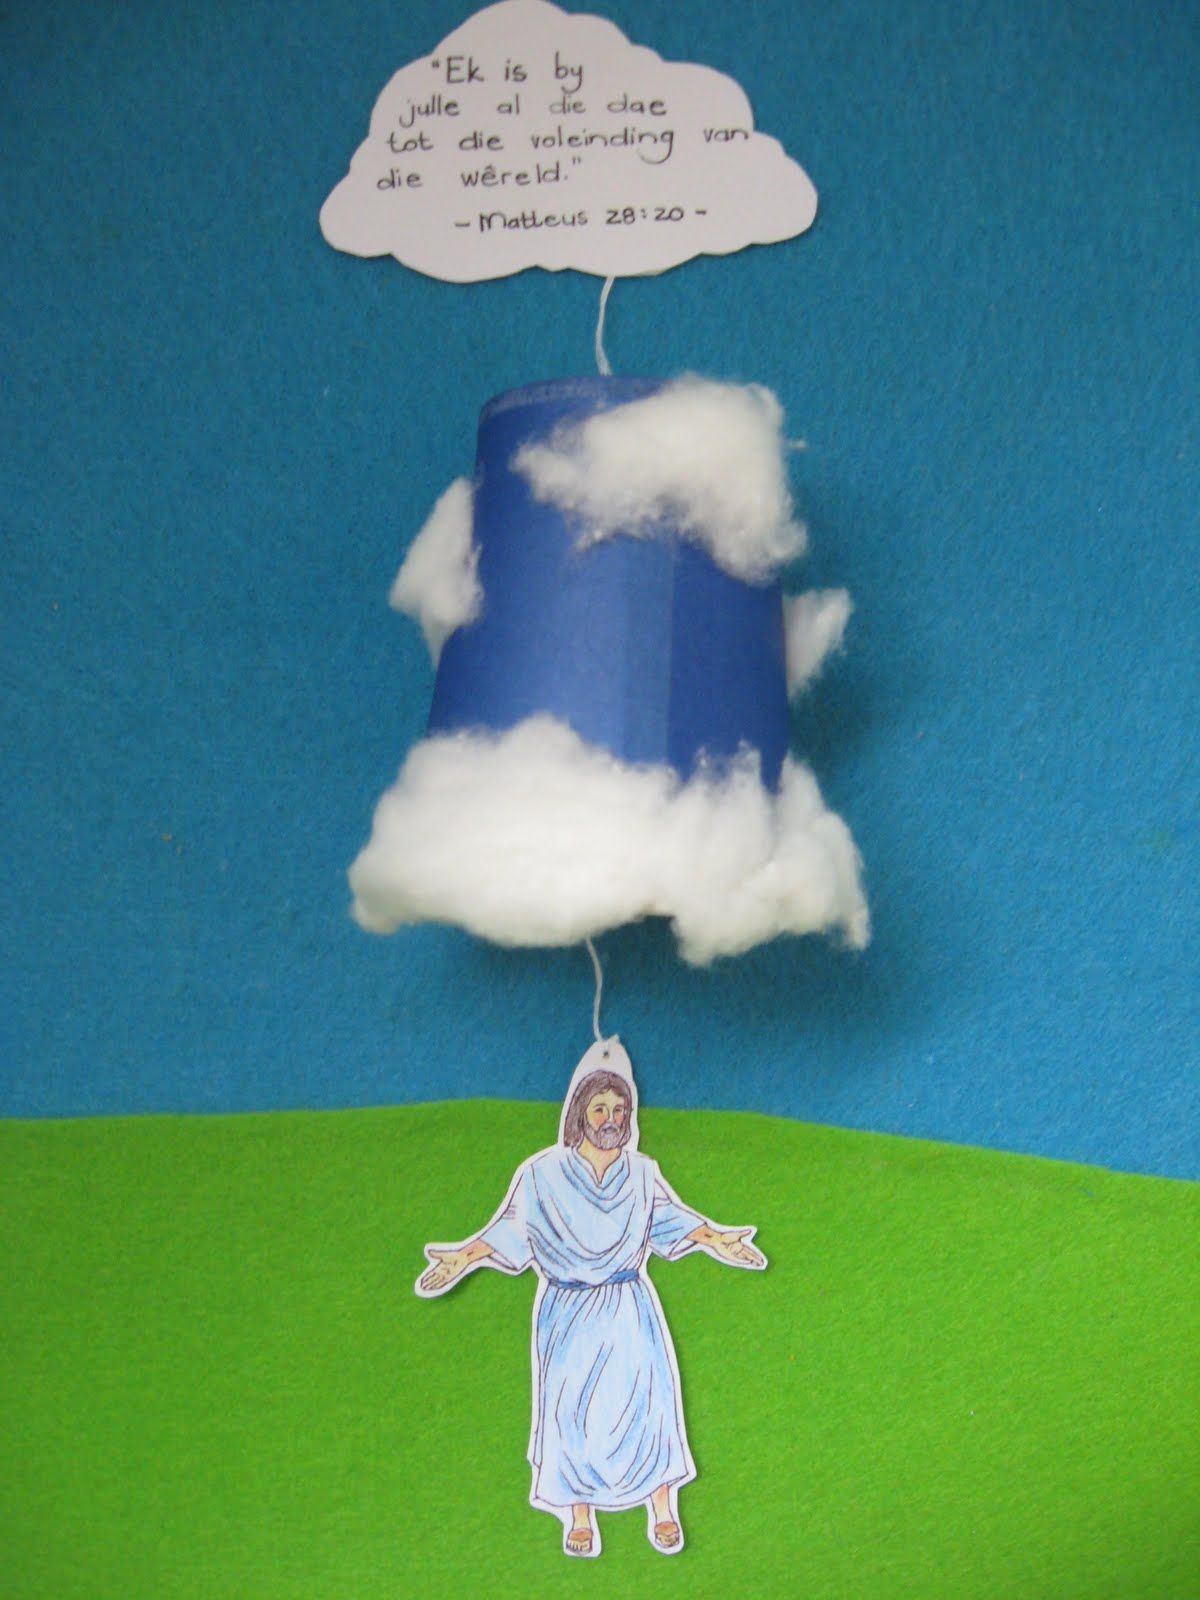 "Ek is by
julle al die dae
tot die voleinding van
die wêreld."
- Matteus 28:20 -